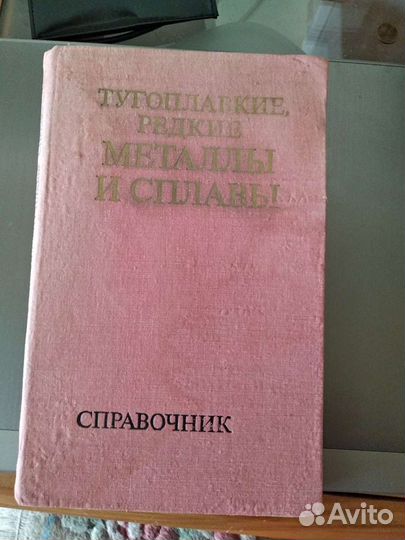 ТУГОПЛАВКИЕ,
РЕДКИЕ
МЕТАЛЛЫ
И СПЛАВЫ
СПРАВОЧНИК
Avito